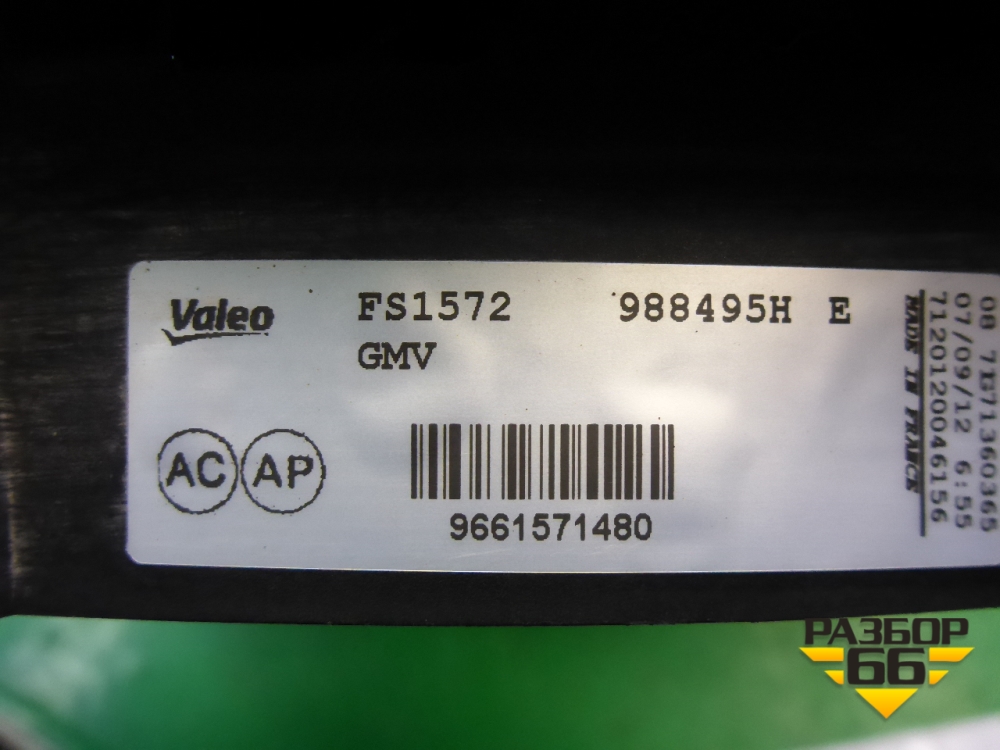 Valeo
FS1572 988495H E
GMV
AC AP
9661571480
MADE IN FRANCE
7120120046156
07/09/12 6:55
08 7B71360365
РАЗБОР
66